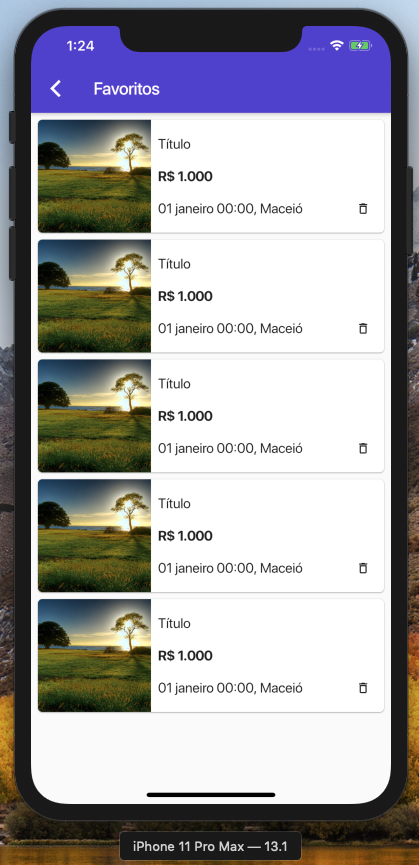 1:24
Favoritos
Título
R$ 1.000
01 janeiro 00:00, Maceió
Título
R$ 1.000
01 janeiro 00:00, Maceió
Título
R$ 1.000
01 janeiro 00:00, Maceió
Título
R$ 1.000
01 janeiro 00:00, Maceió
Título
R$ 1.000
01 janeiro 00:00, Maceió
iPhone 11 Pro Max — 13.1